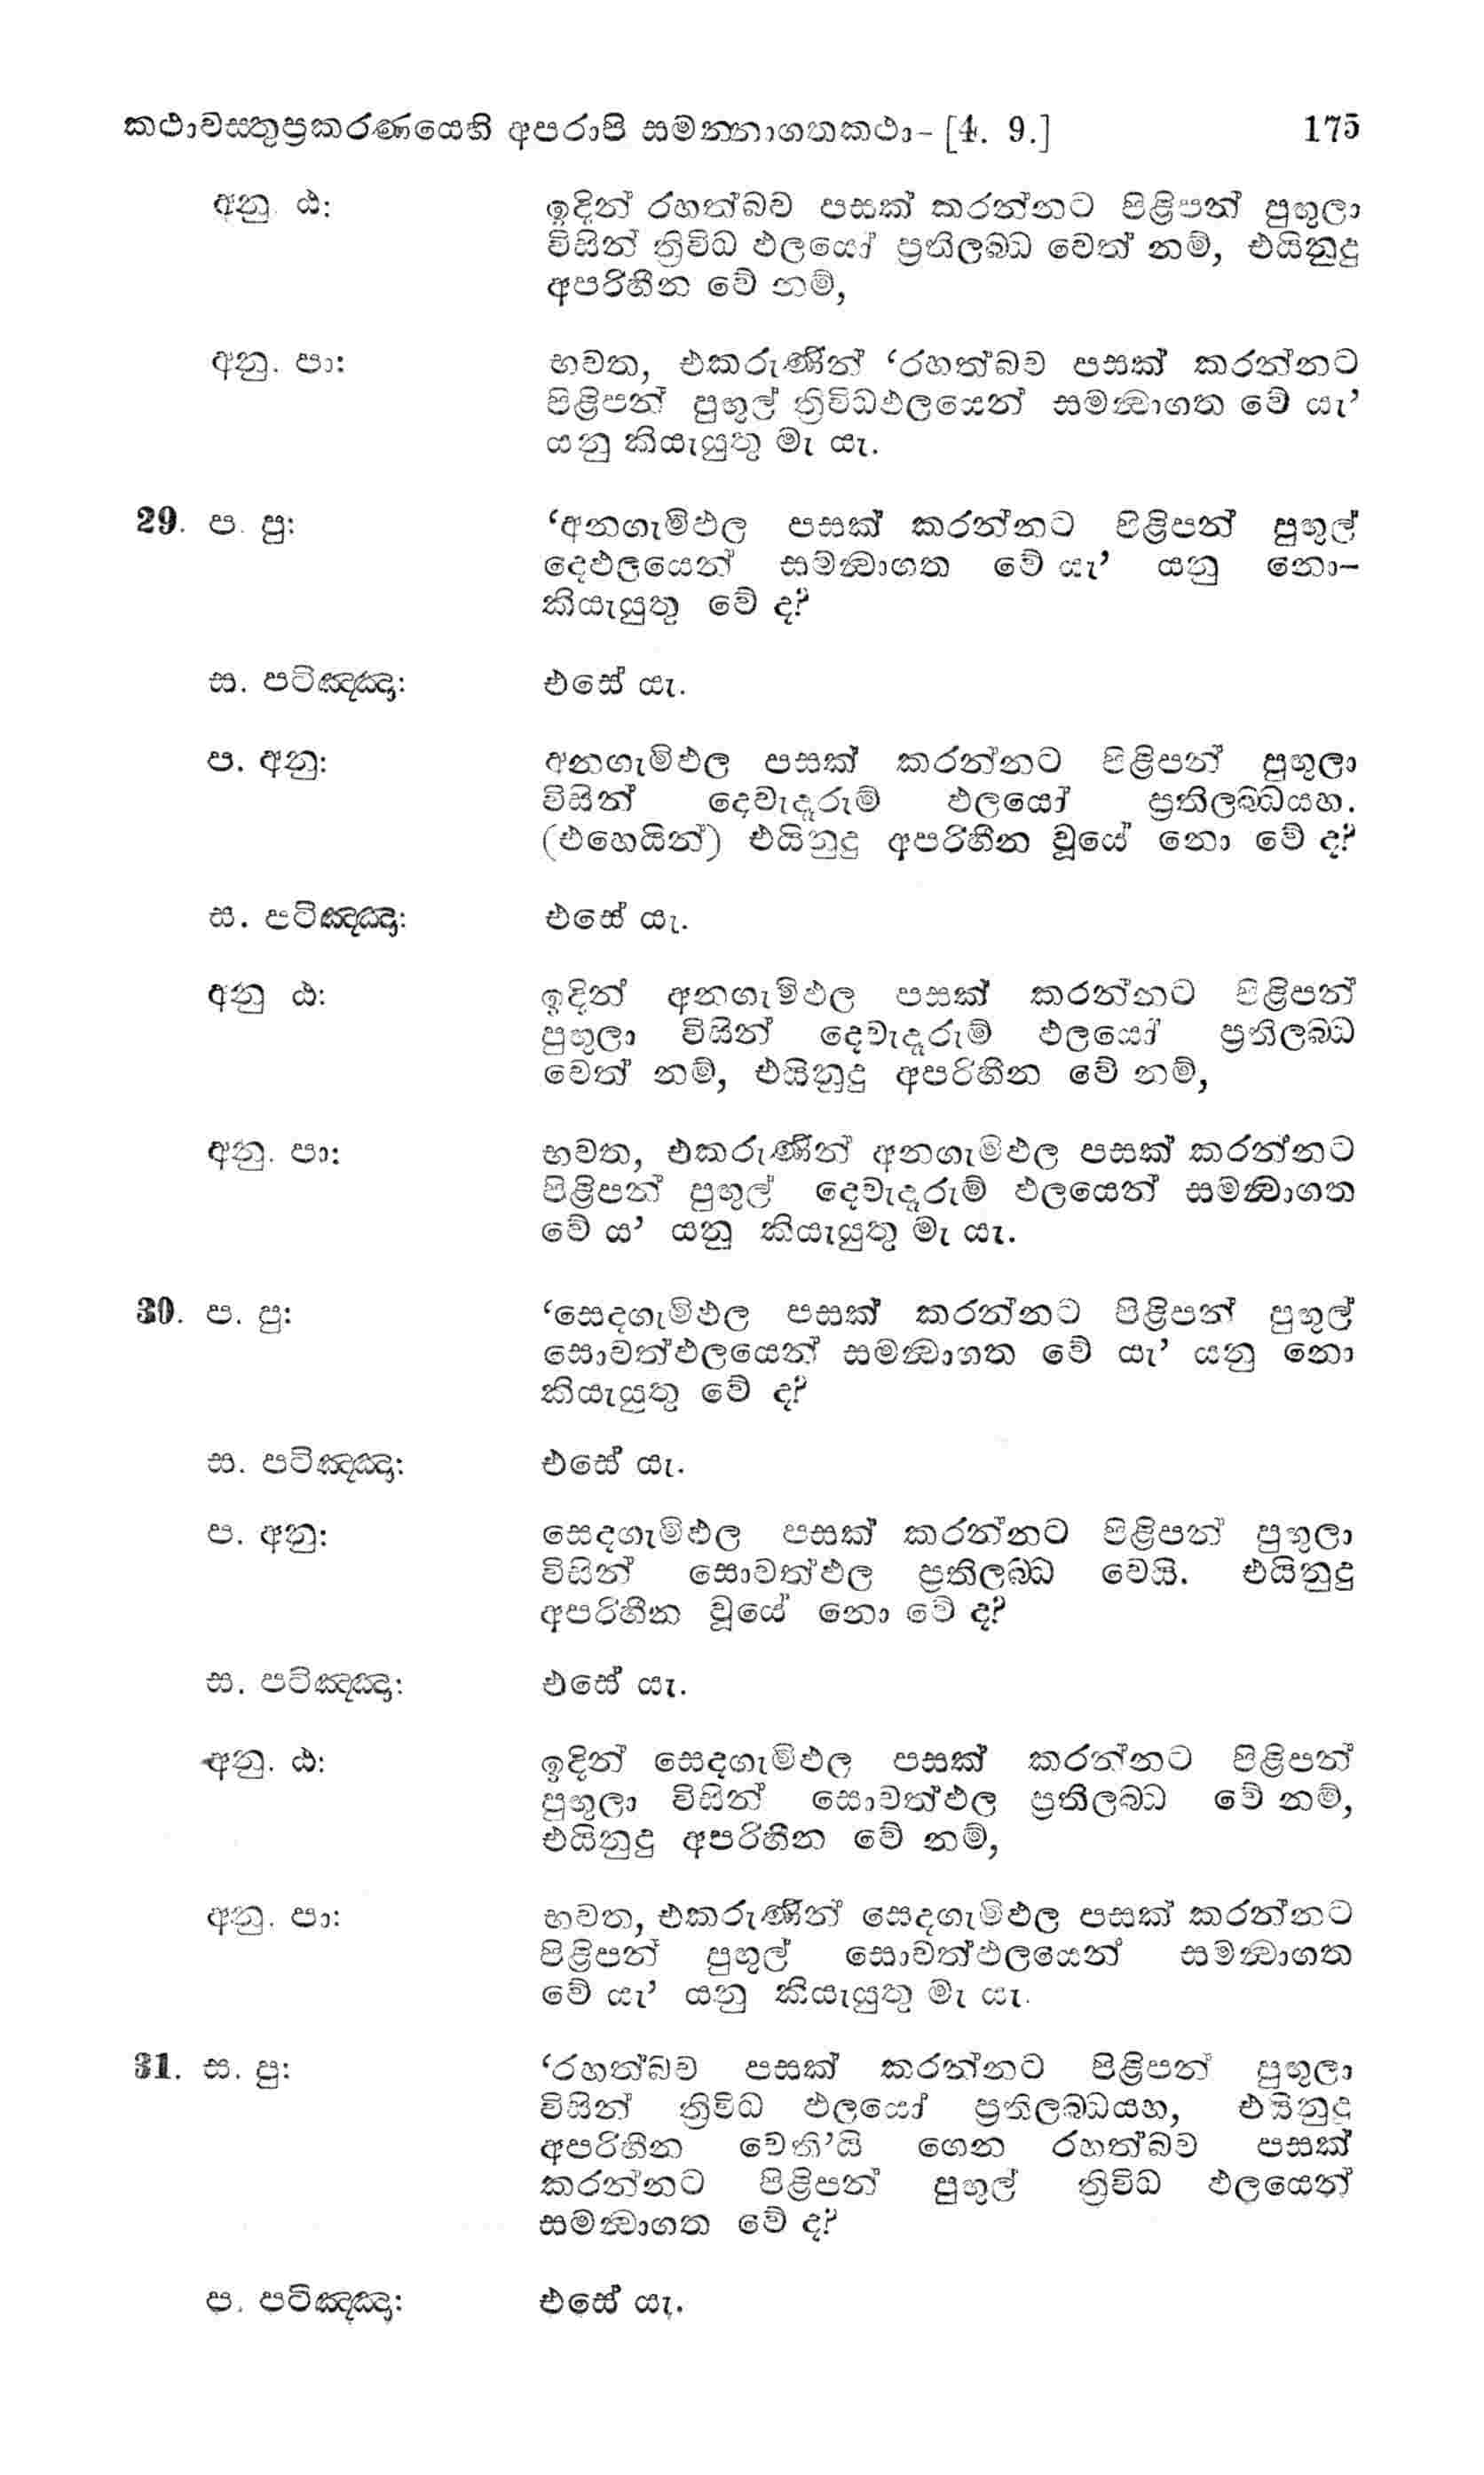 කථාවස්තුප්‍රකරණයෙහි අපරාපි සමන්නාගතකථා- [4. 9.] 175
අනු. ඨ: ඉදින් රහත්බව පසක් කරන්නට පිළිපන් පුඟුලා
විසින් ත්‍රිවිධ ඵලයෝ ප්‍රතිලබ්ධ වෙත් නම්, එයිනුදු
අපරිහීන වේ නම්,
අනු. පා: භවත, එකරුණින් ‘රහත්බව පසක් කරන්නට
පිළිපන් පුඟුල් ත්‍රිවිධඵලයෙන් සමන්‍වාගත වේ යැ’
යනු කියැයුතු මැ යැ.
29. ප. පු: ‘අනගැමිඵල පසක් කරන්නට පිළිපන් පුඟුල්
දෙඵලයෙන් සමන්‍වාගත වේ යැ’ යනු නො-
කියැයුතු වේ ද?
ස. පටිඤ්ඤා: එසේ යැ.
ප. අනු: අනගැමිඵල පසක් කරන්නට පිළිපන් පුඟුලා
විසින් දෙවැදෑරුම් ඵලයෝ ප්‍රතිලබ්ධයහ.
(එහෙයින්) එයිනුදු අපරිහීන වූයේ නො වේ ද?
ස. පටිඤ්ඤා: එසේ යැ.
අනු ඨ: ඉදින් අනගැමිඵල පසක් කරන්නට පිළිපන්
පුඟුලා විසින් දෙවැදෑරුම් ඵලයෝ ප්‍රතිලබ්ධ
වෙත් නම්, එයිනුදු අපරිහීන වේ නම්,
අනු. පා: භවත, එකරුණින් අනගැමිඵල පසක් කරන්නට
පිළිපන් පුඟුල් දෙවැදෑරුම් ඵලයෙන් සමන්‍වාගත
වේ ය’ යනු කියැයුතු මැ යැ.
30. ප. පු: ‘සෙදගැමිඵල පසක් කරන්නට පිළිපන් පුඟුල්
සොවත්ඵලයෙන් සමන්‍වාගත වේ යැ’ යනු නො
කියැයුතු වේ ද?
ස. පටිඤ්ඤා: එසේ යැ.
ප. අනු: සෙදගැමිඵල පසක් කරන්නට පිළිපන් පුඟුලා
විසින් සොවත්ඵල ප්‍රතිලබ්ධ වෙයි. එයිනුදු
අපරිහීන වූයේ නො වේ ද?
ස. පටිඤ්ඤා: එසේ යැ.
අනු. ඨ: ඉදින් සෙදගැමිඵල පසක් කරන්නට පිළිපන්
පුඟුලා විසින් සොවත්ඵල ප්‍රතිලබ්ධ වේ නම්,
එයිනුදු අපරිහීන වේ නම්,
අනු. පා: භවත, එකරුණින් සෙදගැමිඵල පසක් කරන්නට
පිළිපන් පුඟුල් සොවත්ඵලයෙන් සමන්‍වාගත
වේ යැ’ යනු කියැයුතු මැ යැ.
31. ස. පු: ‘රහත්බව පසක් කරන්නට පිළිපන් පුඟුලා
විසින් ත්‍රිවිධ ඵලයෝ ප්‍රතිලබ්ධයහ, එයිනුදු
අපරිහීන වෙති’යි ගෙන රහත්බව පසක්
කරන්නට පිළිපන් පුඟුල් ත්‍රිවිධ ඵලයෙන්
සමන්‍වාගත වේ ද?
ප. පටිඤ්ඤා: එසේ යැ.